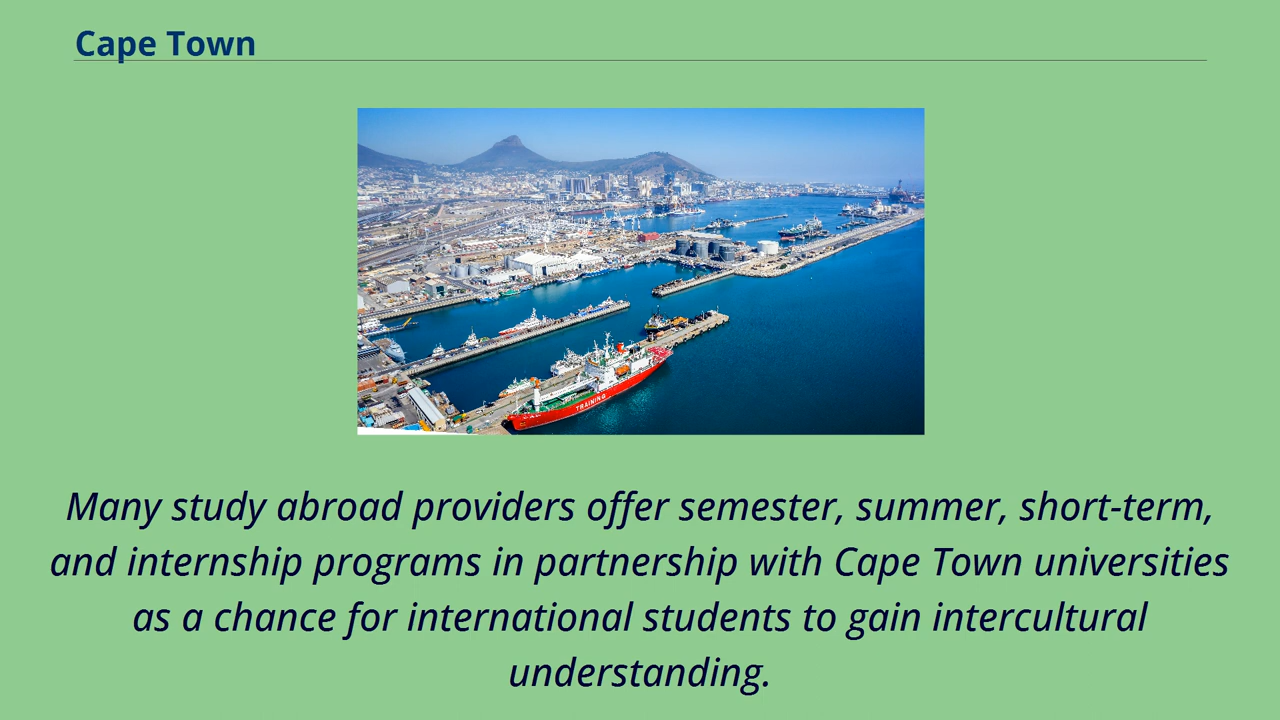 Cape Town
TRAINING
Many study abroad providers offer semester, summer, short-term,
and internship programs in partnership with Cape Town universities
as a chance for international students to gain intercultural
understanding.